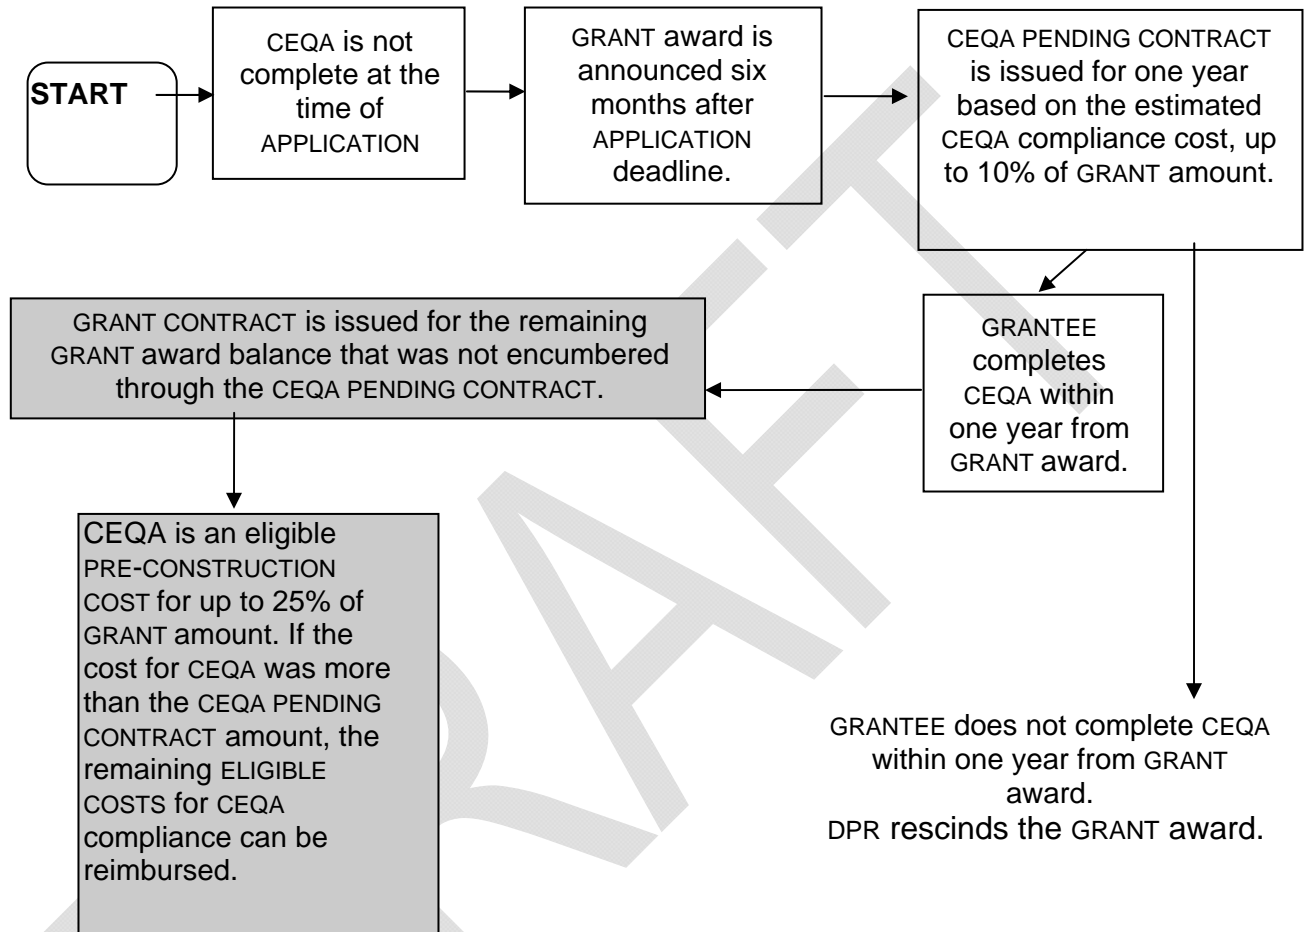 START
CEQA is not
complete at the
time of
APPLICATION
GRANT award is
announced six
months after
APPLICATION
deadline.
CEQA PENDING CONTRACT
is issued for one year
based on the estimated
CEQA compliance cost, up
to 10% of GRANT amount.
GRANTEE
completes
CEQA within
one year from
GRANT award.
GRANT CONTRACT is issued for the remaining
GRANT award balance that was not encumbered
through the CEQA PENDING CONTRACT.
CEQA is an eligible
PRE-CONSTRUCTION
COST for up to 25% of
GRANT amount. If the
cost for CEQA was more
than the CEQA PENDING
CONTRACT amount, the
remaining ELIGIBLE
COSTS for CEQA
compliance can be
reimbursed.
GRANTEE does not complete CEQA
within one year from GRANT
award.
DPR rescinds the GRANT award.
DRAFT